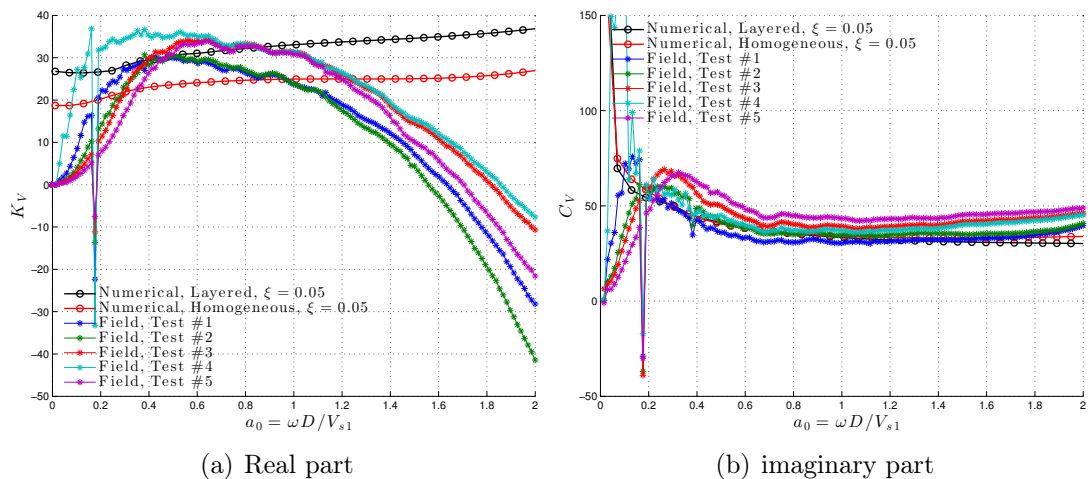 40
30
20
10
0
−10
−20
−30
−40
−50
K_V
Numerical, Layered, ξ = 0.05
Numerical, Homogeneous, ξ = 0.05
Field, Test #1
Field, Test #2
Field, Test #3
Field, Test #4
Field, Test #5
0 0.2 0.4 0.6 0.8 1 1.2 1.4 1.6 1.8 2
a_0 = ωD/V_{s1}
(a) Real part
150
100
50
0
−50
C_V
Numerical, Layered, ξ = 0.05
Numerical, Homogeneous, ξ = 0.05
Field, Test #1
Field, Test #2
Field, Test #3
Field, Test #4
Field, Test #5
0 0.2 0.4 0.6 0.8 1 1.2 1.4 1.6 1.8 2
a_0 = ωD/V_{s1}
(b) imaginary part